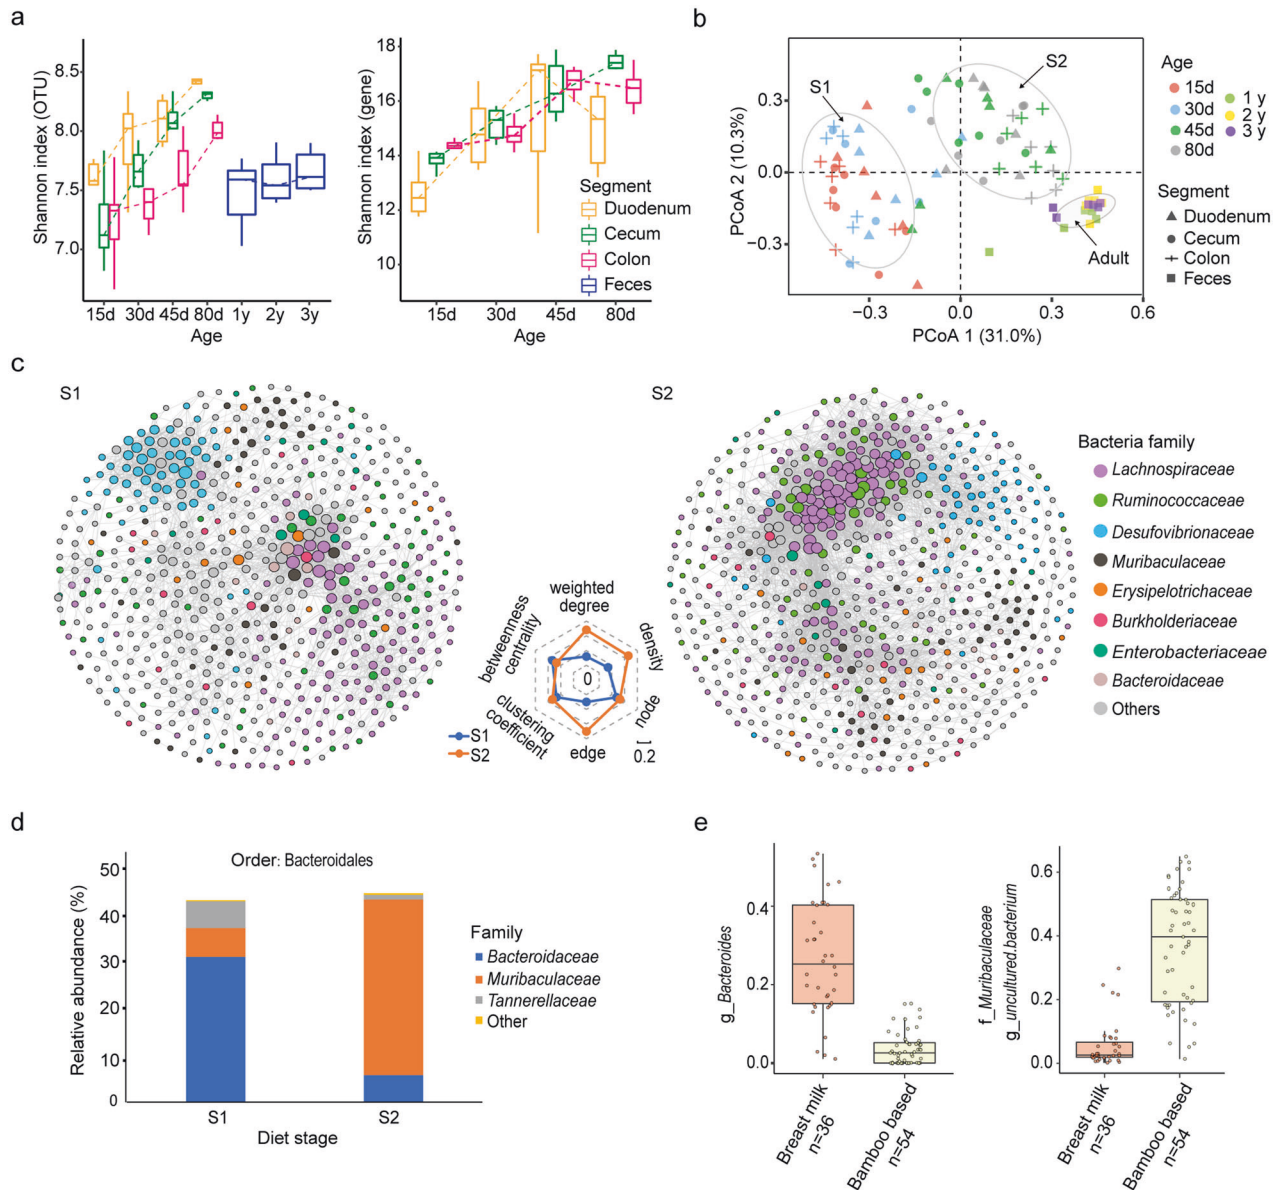 a
Shannon index (OTU)
8.5
8.0
7.5
7.0
15d 30d 45d 80d 1y 2y 3y
Age
Shannon index (gene)
18
16
14
12
10
15d 30d 45d 80d
Age
Segment
Duodenum
Cecum
Colon
Feces
b
PCoA 2 (10.3%)
0.3
0.0
−0.3
−0.3 0.0 0.3 0.6
PCoA 1 (31.0%)
S1
S2
Adult
Age
15d
30d
45d
80d
1 y
2 y
3 y
Segment
Duodenum
Cecum
Colon
Feces
c
S1
S2
weighted
degree
density
node
edge
clustering
coefficient
betweenness
centrality
0
0.2
S1
S2
Bacteria family
Lachnospiraceae
Ruminococcaceae
Desufovibrionaceae
Muribaculaceae
Erysipelotrichaceae
Burkholderiaceae
Enterobacteriaceae
Bacteroidaceae
Others
d
Order: Bacteroidales
Relative abundance (%)
50
40
30
20
10
0
S1 S2
Diet stage
Family
Bacteroidaceae
Muribaculaceae
Tannerellaceae
Other
e
g_Bacteroides
0.4
0.2
0.0
Breast milk
n=36
Bamboo based
n=54
f_Muribaculaceae
g_uncultured.bacterium
0.6
0.4
0.2
0.0
Breast milk
n=36
Bamboo based
n=54